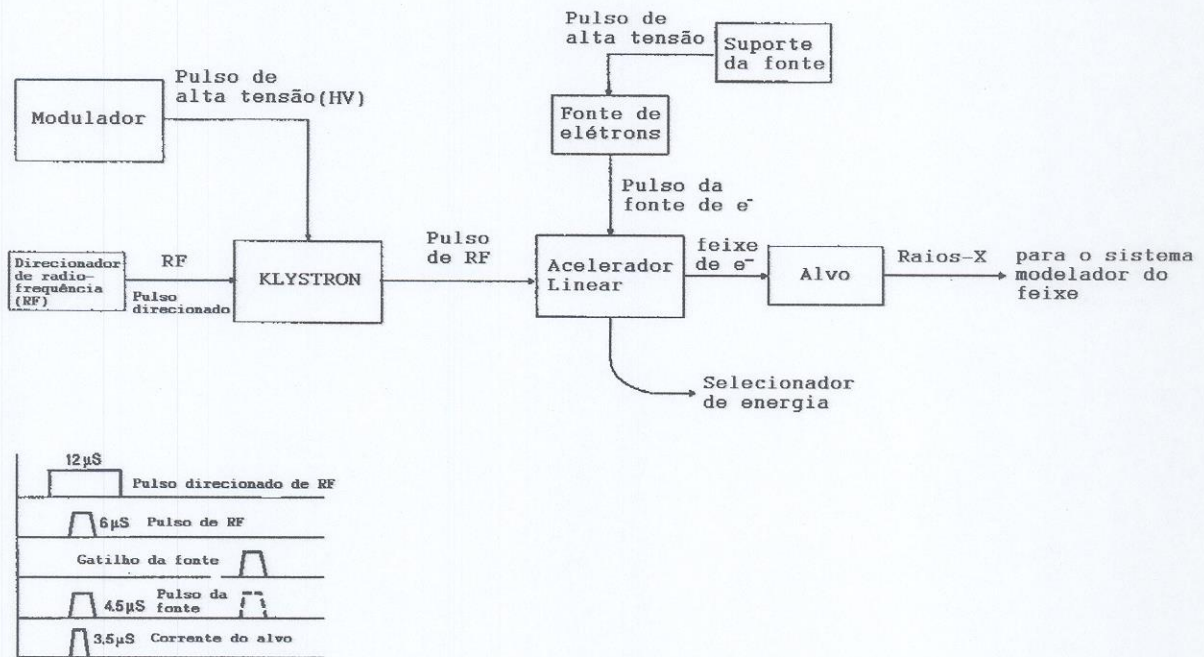 Pulso de
alta tensão
Suporte
da fonte
Pulso de
alta tensão(HV)
Modulador
Fonte de
elétrons
Pulso da
fonte de e⁻
Direcionador
de radio-
frequência
(RF)
RF
Pulso
direcionado
KLYSTRON
Pulso
de RF
Acelerador
Linear
feixe
de e⁻
Alvo
Raios-X
para o sistema
modelador do
feixe
Selecionador
de energia
12µS
Pulso direcionado de RF
6µS Pulso de RF
Gatilho da fonte
4.5µS Pulso da
fonte
3,5µS Corrente do alvo